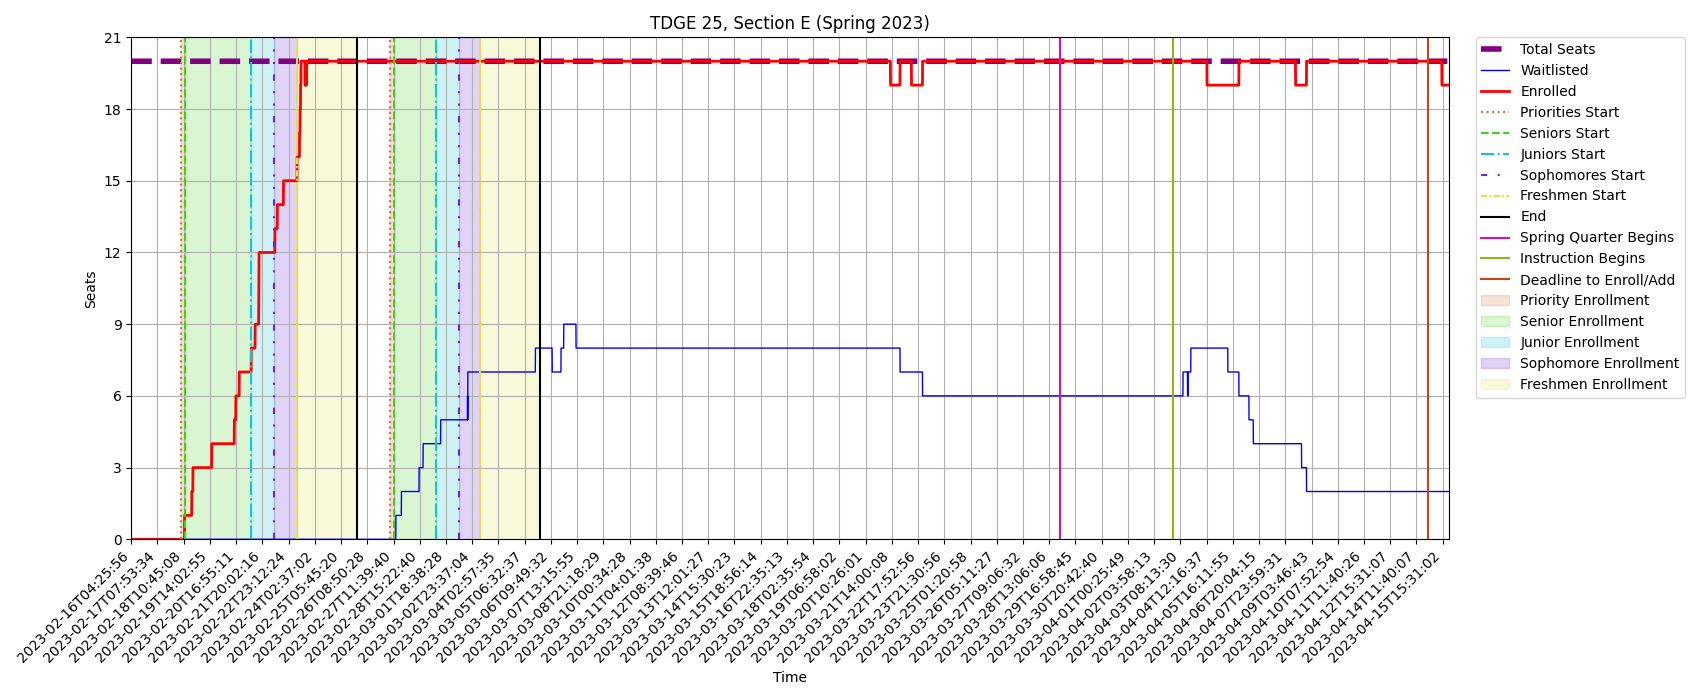 TDGE 25, Section E (Spring 2023)
21
18
15
12
9
6
3
0
Seats
Total Seats
Waitlisted
Enrolled
Priorities Start
Seniors Start
Juniors Start
Sophomores Start
Freshmen Start
End
Spring Quarter Begins
Instruction Begins
Deadline to Enroll/Add
Priority Enrollment
Senior Enrollment
Junior Enrollment
Sophomore Enrollment
Freshmen Enrollment
2023-02-16T04:25:56
2023-02-17T07:53:34
2023-02-18T10:45:08
2023-02-19T14:02:55
2023-02-20T16:55:11
2023-02-21T20:02:16
2023-02-22T23:12:24
2023-02-24T02:37:02
2023-02-25T05:45:20
2023-02-26T08:50:28
2023-02-27T11:39:40
2023-02-28T15:22:40
2023-03-01T18:38:28
2023-03-02T23:37:04
2023-03-04T02:57:35
2023-03-05T06:32:37
2023-03-06T09:49:32
2023-03-07T13:15:55
2023-03-08T21:18:29
2023-03-10T00:34:28
2023-03-11T04:01:38
2023-03-12T08:39:46
2023-03-13T12:01:27
2023-03-14T15:30:23
2023-03-15T18:56:14
2023-03-16T22:35:13
2023-03-18T02:35:54
2023-03-19T06:58:02
2023-03-20T10:26:01
2023-03-21T14:00:08
2023-03-22T17:52:56
2023-03-23T21:30:56
2023-03-25T01:20:58
2023-03-26T05:11:27
2023-03-27T09:06:32
2023-03-28T13:06:06
2023-03-29T16:58:45
2023-03-30T20:42:40
2023-04-01T00:25:49
2023-04-02T03:58:13
2023-04-03T08:13:30
2023-04-04T12:16:37
2023-04-05T16:11:55
2023-04-06T20:04:15
2023-04-07T23:59:31
2023-04-09T03:46:43
2023-04-10T07:52:54
2023-04-11T11:40:26
2023-04-12T15:31:07
2023-04-14T11:40:07
2023-04-15T15:31:02
Time